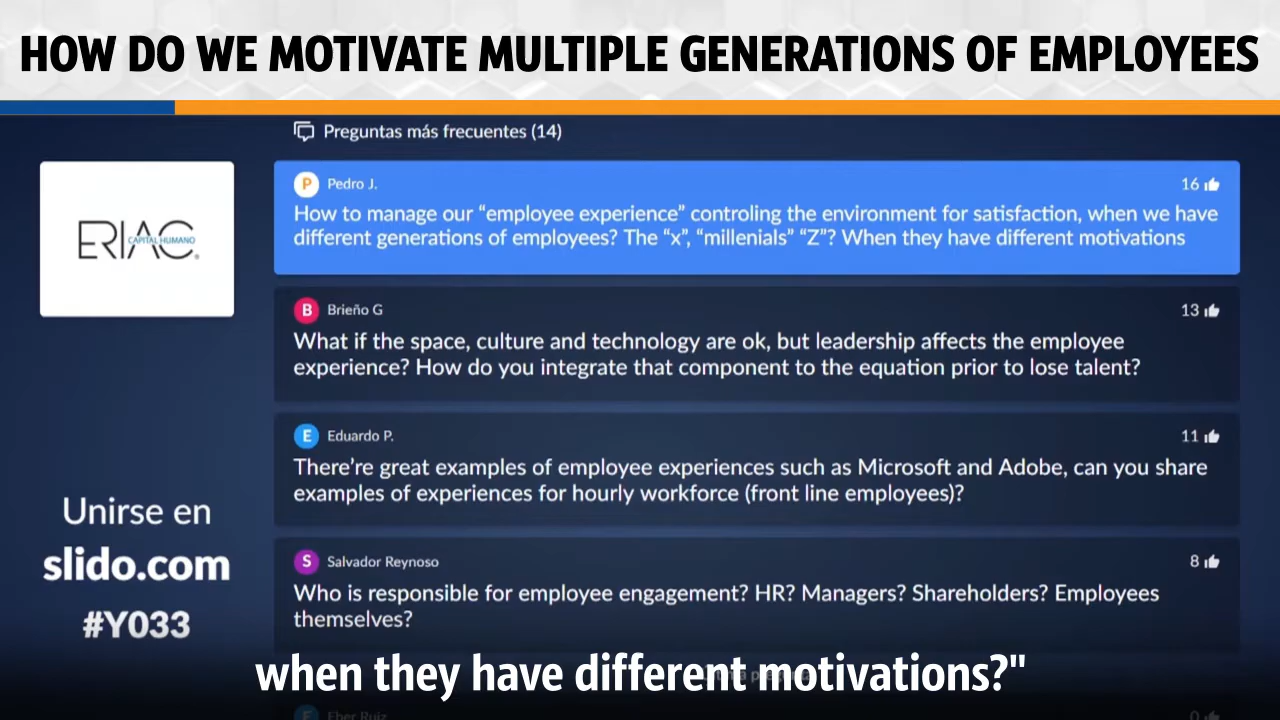 HOW DO WE MOTIVATE MULTIPLE GENERATIONS OF EMPLOYEES
Preguntas más frecuentes (14)
ERIAC
CAPITAL HUMANO
®
P Pedro J. 16
How to manage our “employee experience” controling the environment for satisfaction, when we have
different generations of employees? The “x”, “millenials” “Z”? When they have different motivations
B Brieño G 13
What if the space, culture and technology are ok, but leadership affects the employee
experience? How do you integrate that component to the equation prior to lose talent?
E Eduardo P. 11
There’re great examples of employee experiences such as Microsoft and Adobe, can you share
examples of experiences for hourly workforce (front line employees)?
S Salvador Reynoso 8
Who is responsible for employee engagement? HR? Managers? Shareholders? Employees
themselves?
Unirse en
slido.com
#Y033
when they have different motivations?"
E Eber Ruiz 0